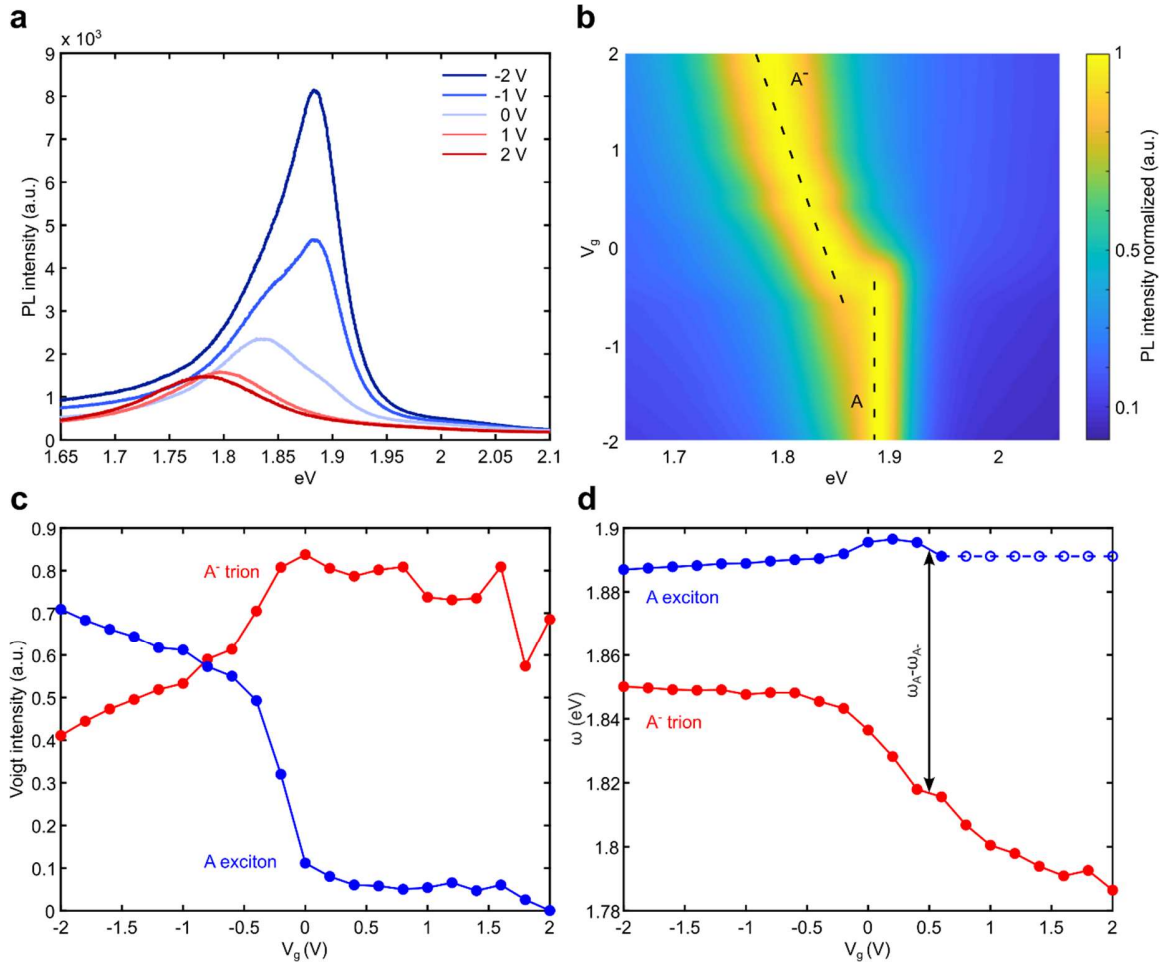 a
× 10³
9
8
7
6
5
4
3
2
1
0
PL intensity (a.u.)
-2 V
-1 V
0 V
1 V
2 V
1.65 1.7 1.75 1.8 1.85 1.9 1.95 2 2.05 2.1
eV
b
2
1
0
-1
-2
V_g
A⁻
A
1.7 1.8 1.9 2
eV
1
0.5
0.1
PL intensity normalized (a.u.)
c
0.9
0.8
0.7
0.6
0.5
0.4
0.3
0.2
0.1
0
Voigt intensity (a.u.)
A⁻ trion
A exciton
-2 -1.5 -1 -0.5 0 0.5 1 1.5 2
V_g (V)
d
1.9
1.88
1.86
1.84
1.82
1.8
1.78
ω (eV)
A exciton
A⁻ trion
ω_A-ω_A-
-2 -1.5 -1 -0.5 0 0.5 1 1.5 2
V_g (V)